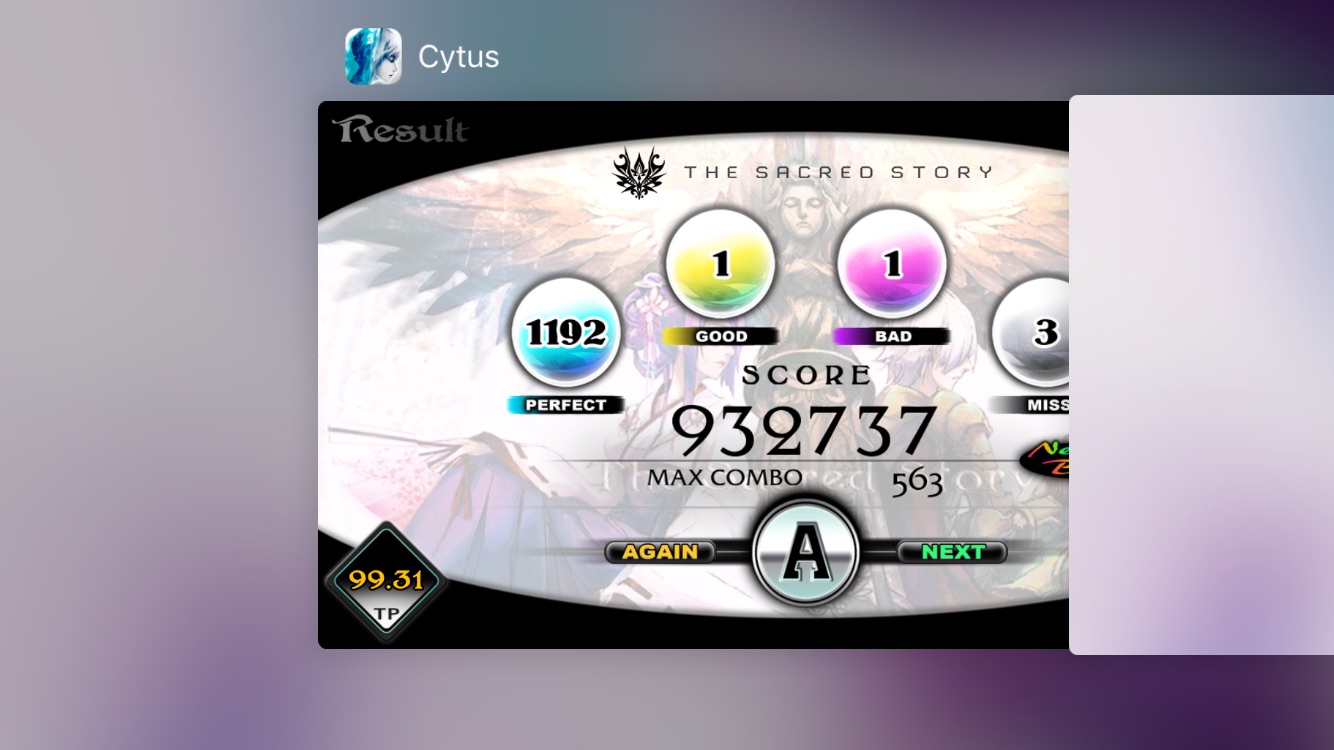 Cytus
Result
THE SACRED STORY
1
1
1192
3
GOOD
BAD
SCORE
PERFECT
MISS
932737
MAX COMBO 563
AGAIN
A
NEXT
99.31
TP